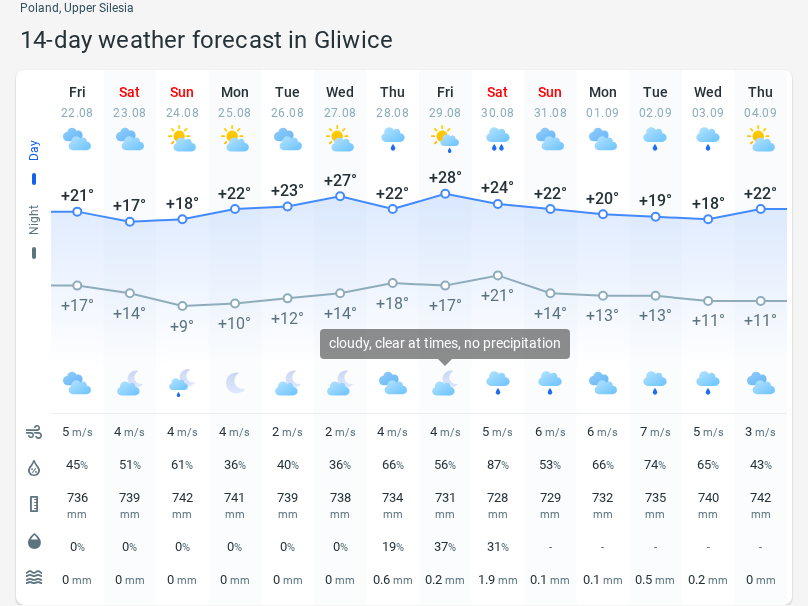 Poland, Upper Silesia
14-day weather forecast in Gliwice
Fri Sat Sun Mon Tue Wed Thu Fri Sat Sun Mon Tue Wed Thu
22.08 23.08 24.08 25.08 26.08 27.08 28.08 29.08 30.08 31.08 01.09 02.09 03.09 04.09
Day
+21° +17° +18° +22° +23° +27° +22° +28° +24° +22° +20° +19° +18° +22°
Night
+17° +14° +9° +10° +12° +14° +18° +17° +21° +14° +13° +13° +11° +11°
cloudy, clear at times, no precipitation
5 m/s 4 m/s 4 m/s 4 m/s 2 m/s 2 m/s 4 m/s 4 m/s 5 m/s 6 m/s 6 m/s 7 m/s 5 m/s 3 m/s
45% 51% 61% 36% 40% 36% 66% 56% 87% 53% 66% 74% 65% 43%
736 739 742 741 739 738 734 731 728 729 732 735 740 742
mm mm mm mm mm mm mm mm mm mm mm mm mm mm
0% 0% 0% 0% 0% 0% 19% 37% 31% - - - - -
0 mm 0 mm 0 mm 0 mm 0 mm 0 mm 0.6 mm 0.2 mm 1.9 mm 0.1 mm 0.1 mm 0.5 mm 0.2 mm 0 mm